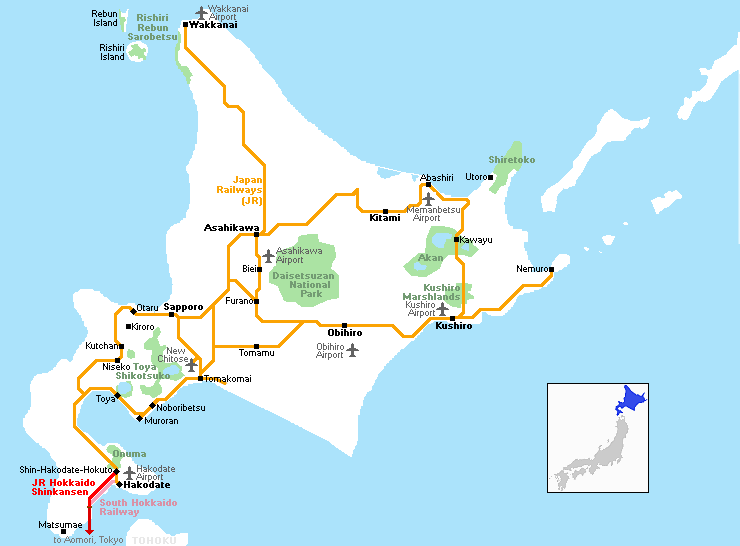 Rebun
Island
Rishiri
Rebun
Sarobetsu
Wakkanai
Airport
Wakkanai
Rishiri
Island
Shiretoko
Japan
Railways
(JR)
Abashiri
Utoro
Memanbetsu
Airport
Kitami
Asahikawa
Kawayu
Asahikawa
Airport
Akan
Biei
Daisetsuzan
National
Park
Nemuro
Kushiro
Marshlands
Furano
Kushiro
Airport
Otaru
Sapporo
Kushiro
Kiroro
Obihiro
Kutchan
New
Chitose
Tomamu
Obihiro
Airport
Niseko
Toya
Shikotsuko
Tomakomai
Toya
Noboribetsu
Muroran
Onuma
Shin-Hakodate-Hokuto
Hakodate
Airport
JR Hokkaido
Shinkansen
Hakodate
South Hokkaido
Railway
Matsumae
to Aomori, Tokyo
TOHOKU